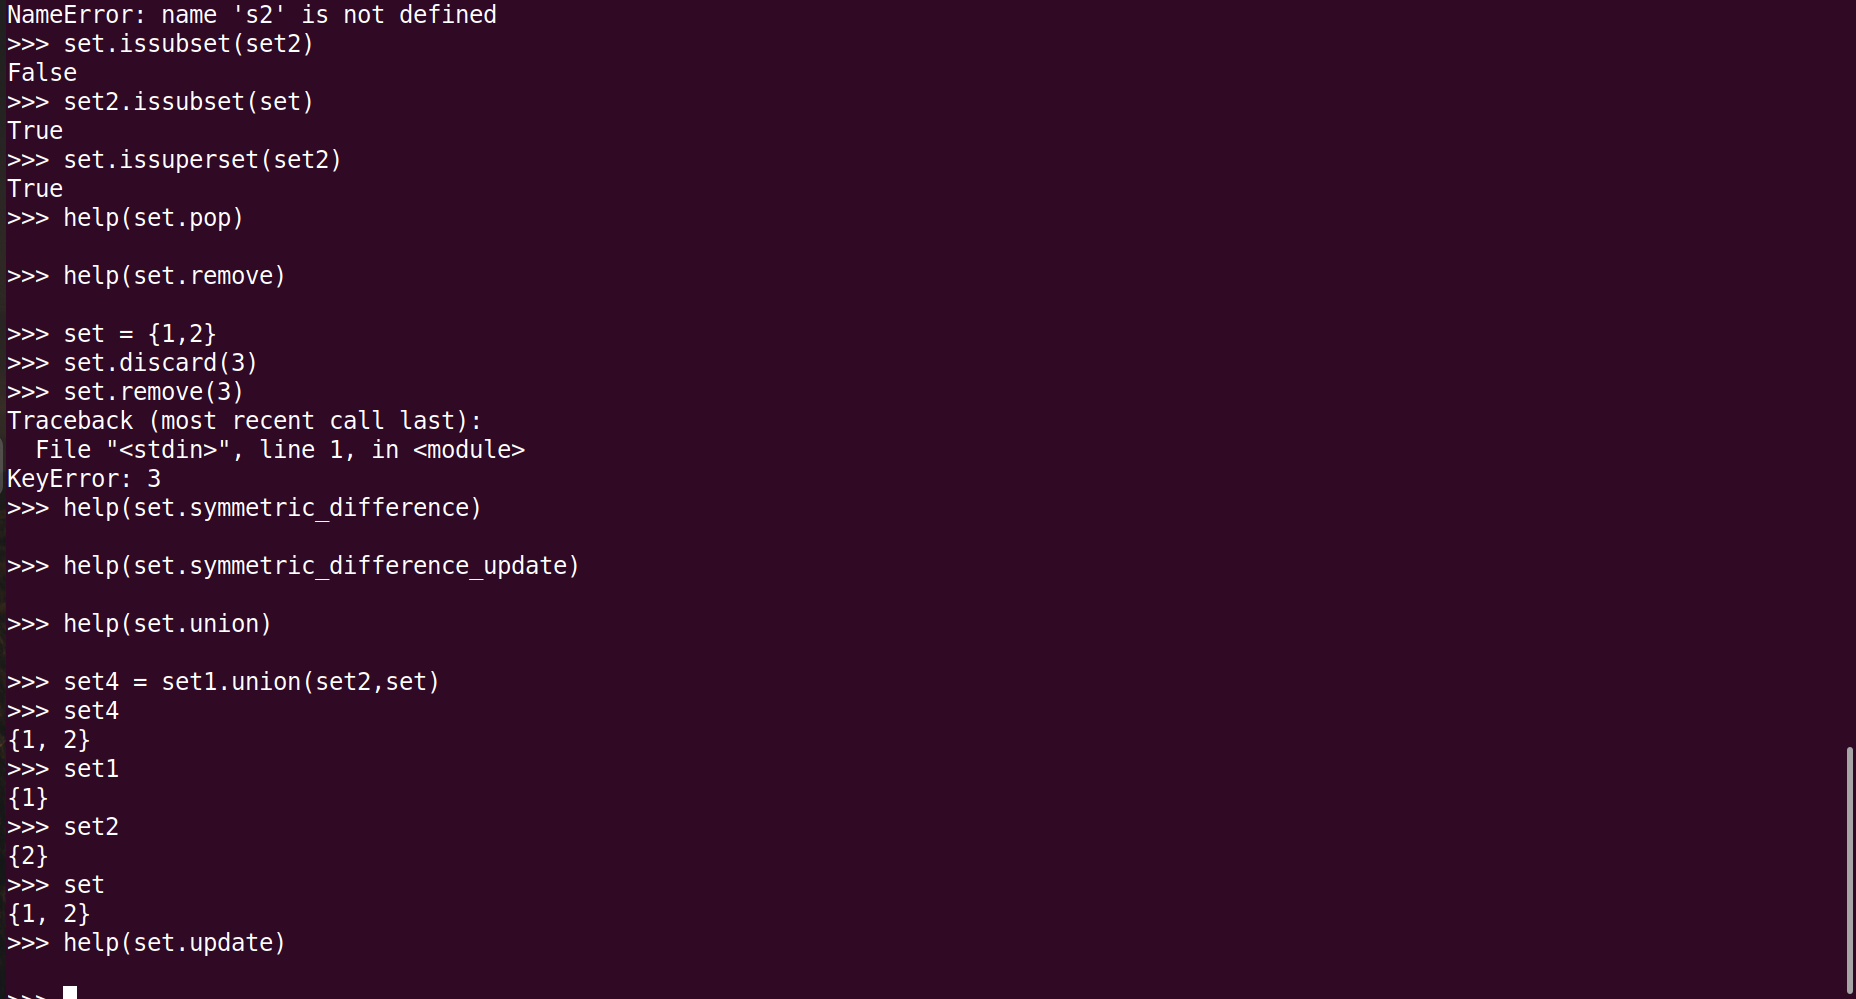 NameError: name 's2' is not defined
>>> set.issubset(set2)
False
>>> set2.issubset(set)
True
>>> set.issuperset(set2)
True
>>> help(set.pop)
>>> help(set.remove)
>>> set = {1,2}
>>> set.discard(3)
>>> set.remove(3)
Traceback (most recent call last):
  File "<stdin>", line 1, in <module>
KeyError: 3
>>> help(set.symmetric_difference)
>>> help(set.symmetric_difference_update)
>>> help(set.union)
>>> set4 = set1.union(set2,set)
>>> set4
{1, 2}
>>> set1
{1}
>>> set2
{2}
>>> set
{1, 2}
>>> help(set.update)
>>>